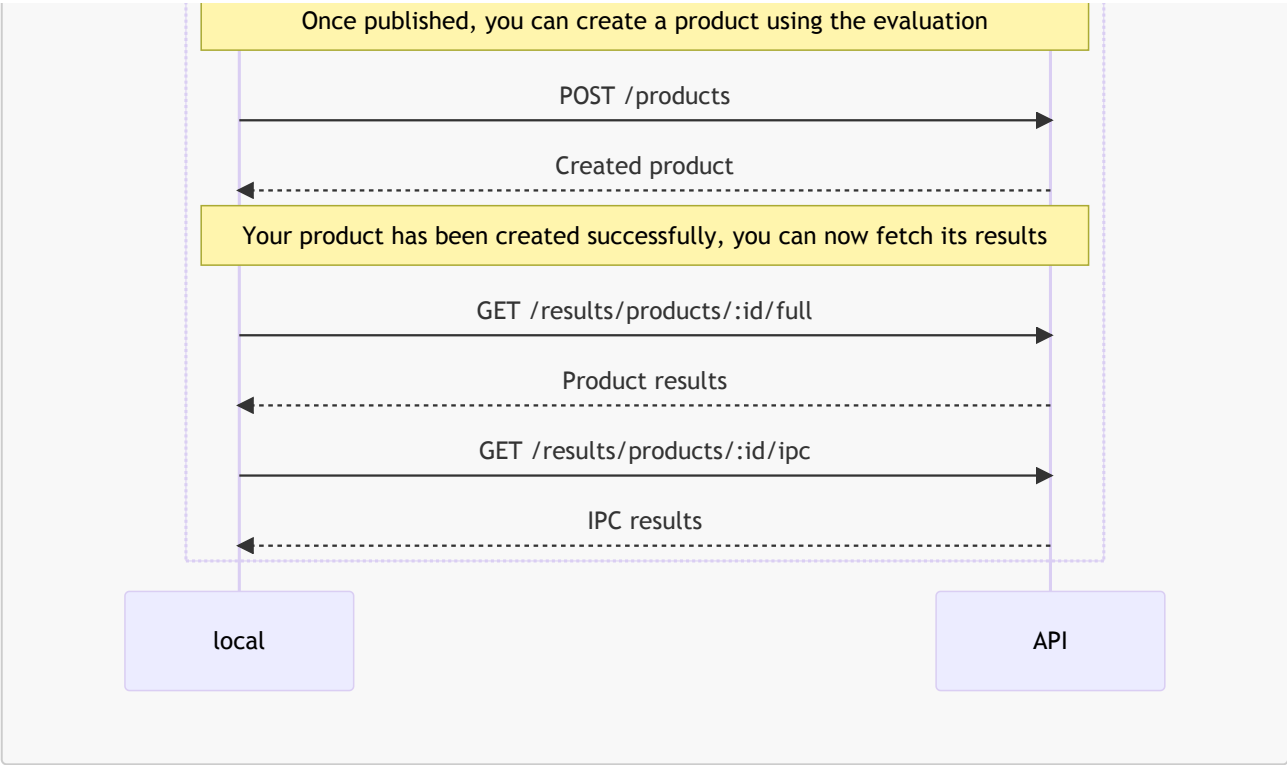 Once published, you can create a product using the evaluation
POST /products
Created product
Your product has been created successfully, you can now fetch its results
GET /results/products/:id/full
Product results
GET /results/products/:id/ipc
IPC results
local
API